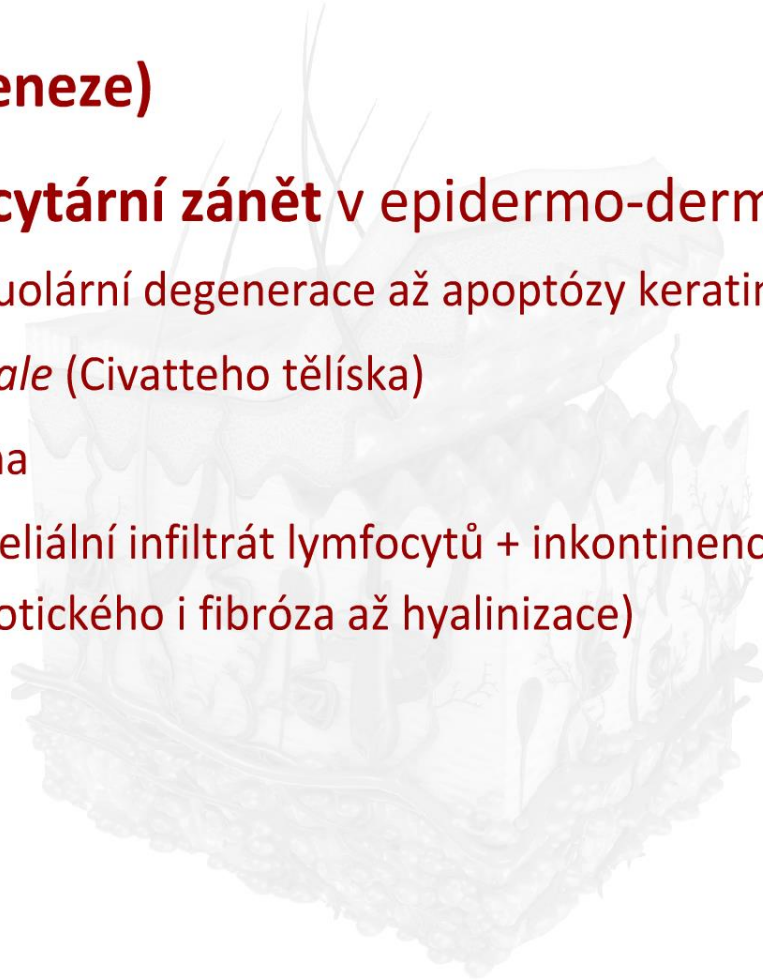 eneze)
cytární zánět v epidermo-derm
uolární degenerace až apoptózy keratin
ale (Civatteho tělíska)
na
eliální infiltrát lymfocytů + inkontinenc
otického i fibróza až hyalinizace)